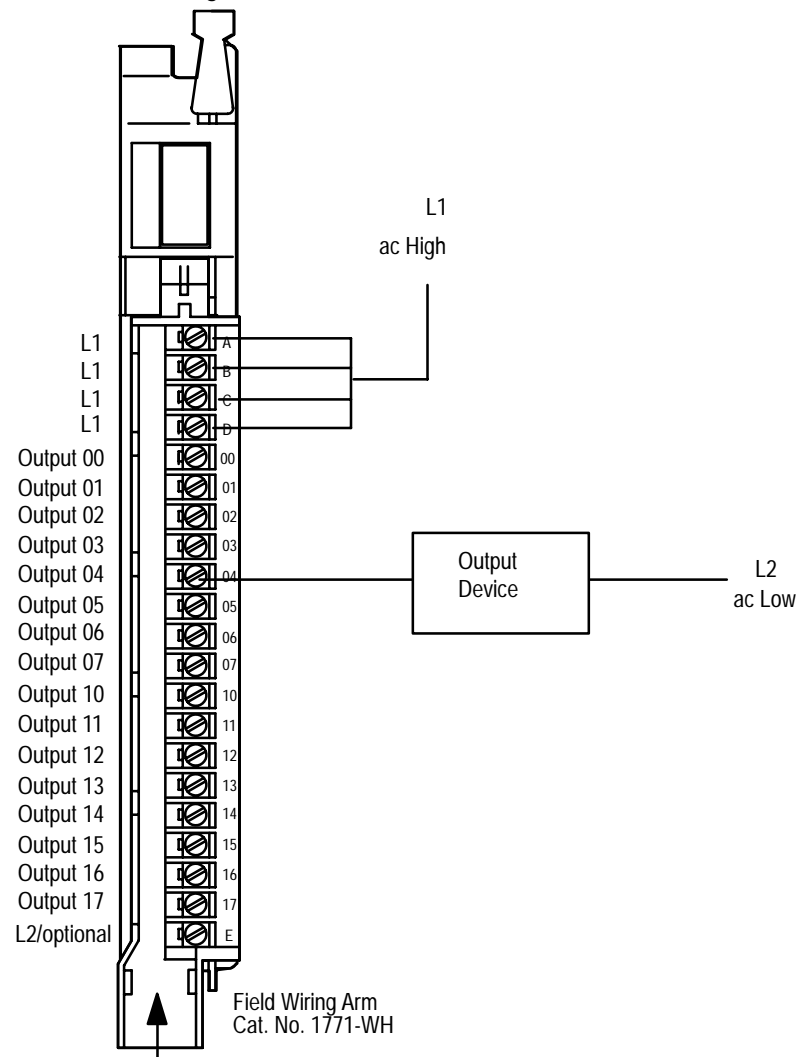 L1
ac High
L1 A
L1 B
L1 C
L1 D
Output 00 00
Output 01 01
Output 02 02
Output 03 03
Output 04 04
Output 05 05
Output 06 06
Output 07 07
Output 10 10
Output 11 11
Output 12 12
Output 13 13
Output 14 14
Output 15 15
Output 16 16
Output 17 17
L2/optional E
Output
Device
L2
ac Low
Field Wiring Arm
Cat. No. 1771-WH